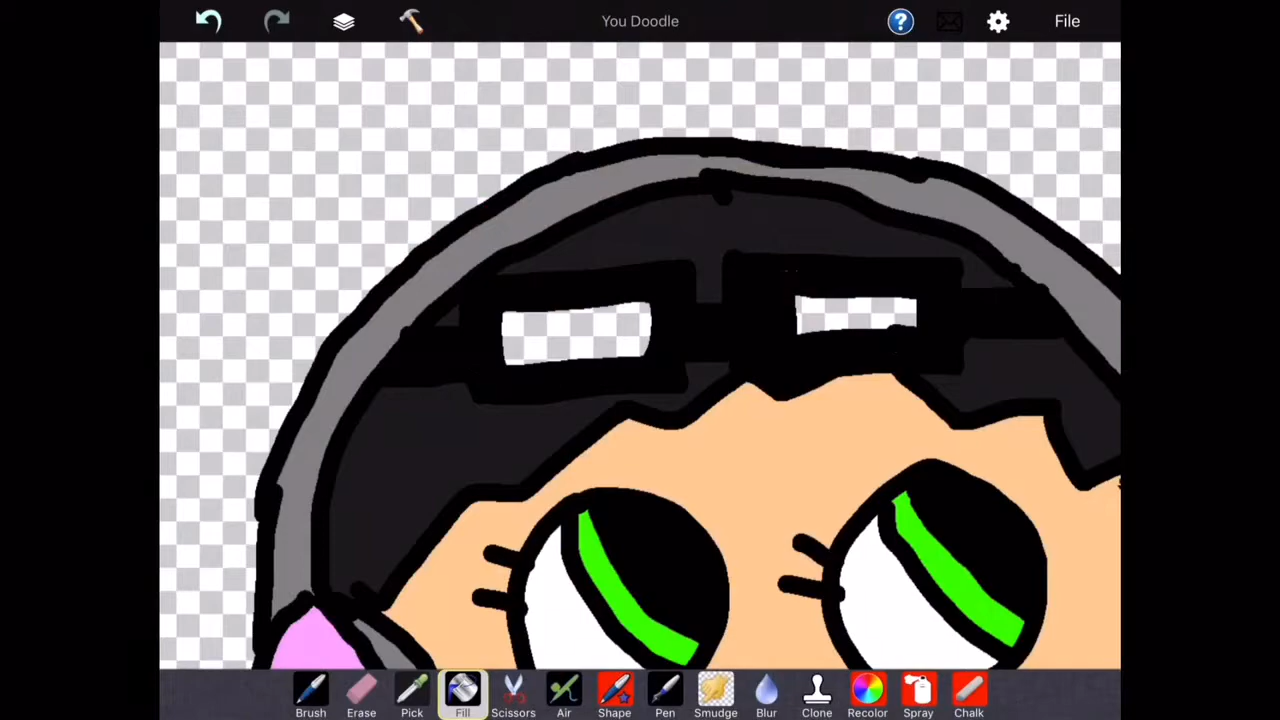 You Doodle
File
Brush Erase Pick Fill Scissors Air Shape Pen Smudge Blur Clone Recolor Spray Chalk